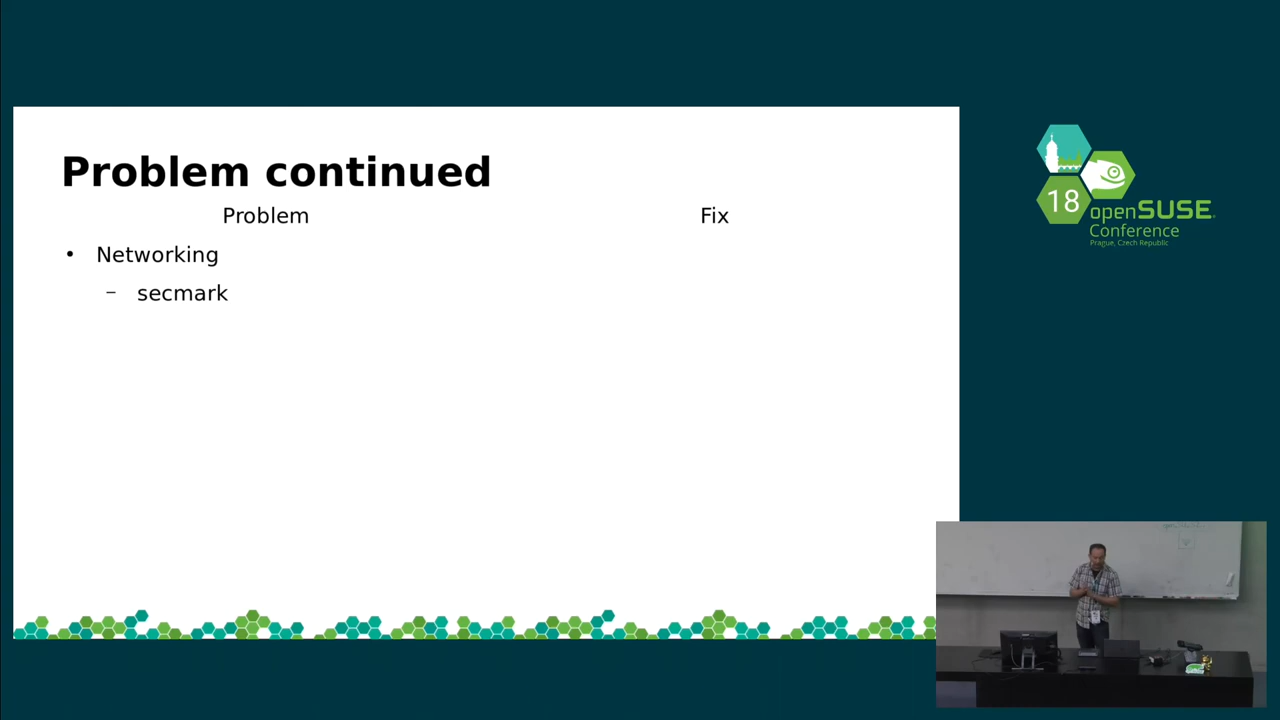 Problem continued
Problem
Fix
• Networking
– secmark
18
openSUSE
Conference
Prague, Czech Republic